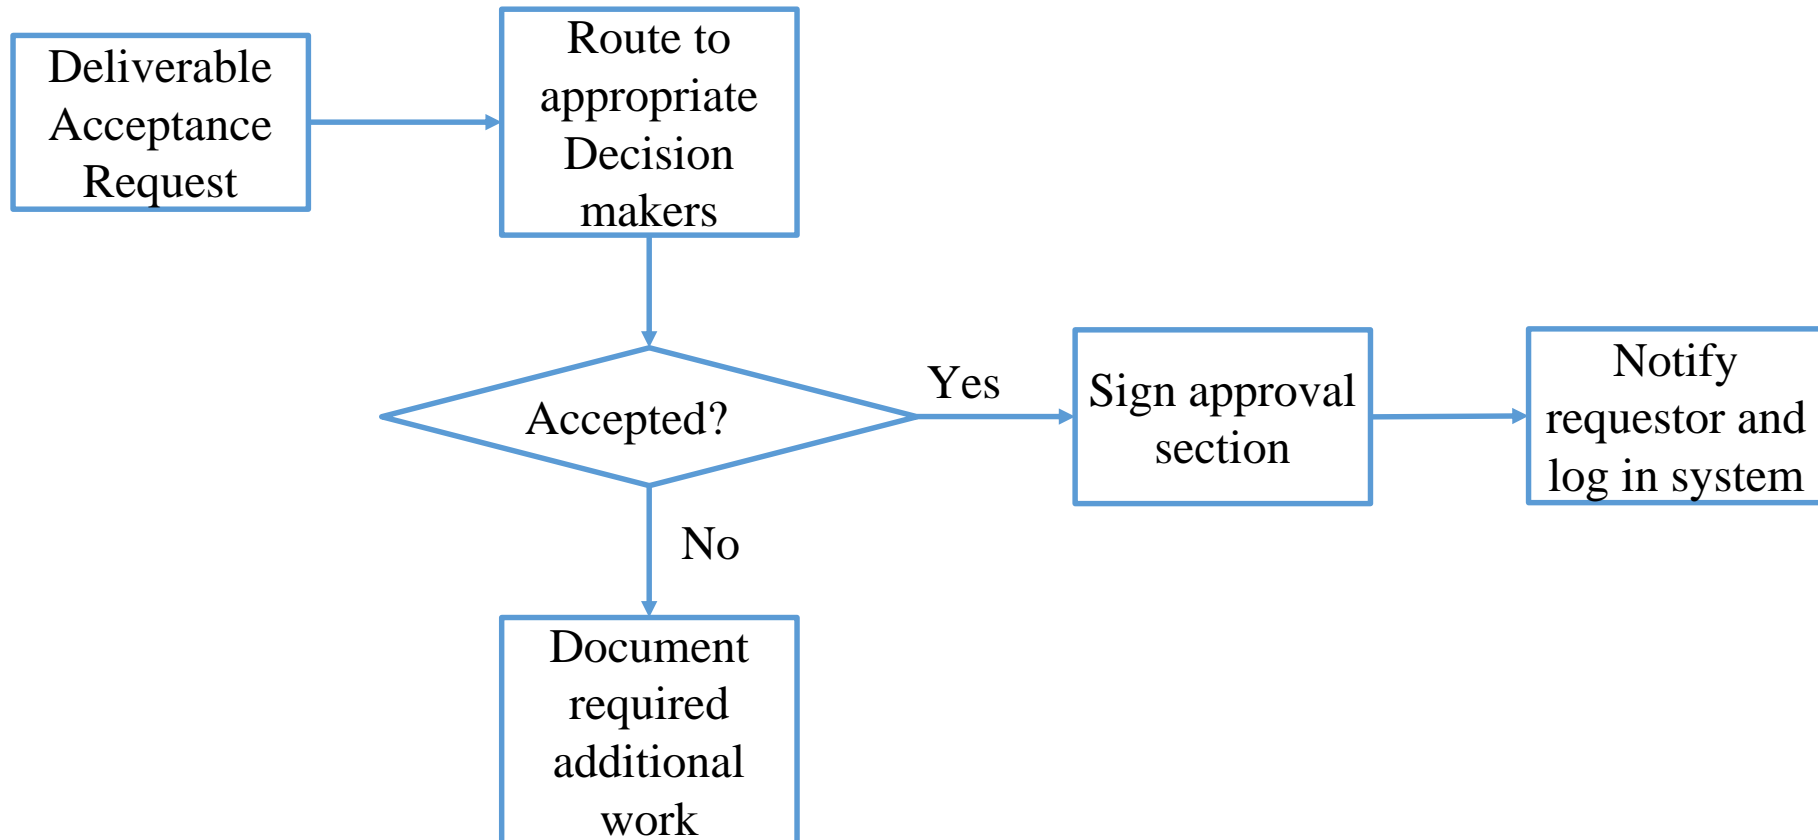 Deliverable
Acceptance
Request
Route to
appropriate
Decision
makers
Accepted?
Yes
Sign approval
section
Notify
requestor and
log in system
No
Document
required
additional
work